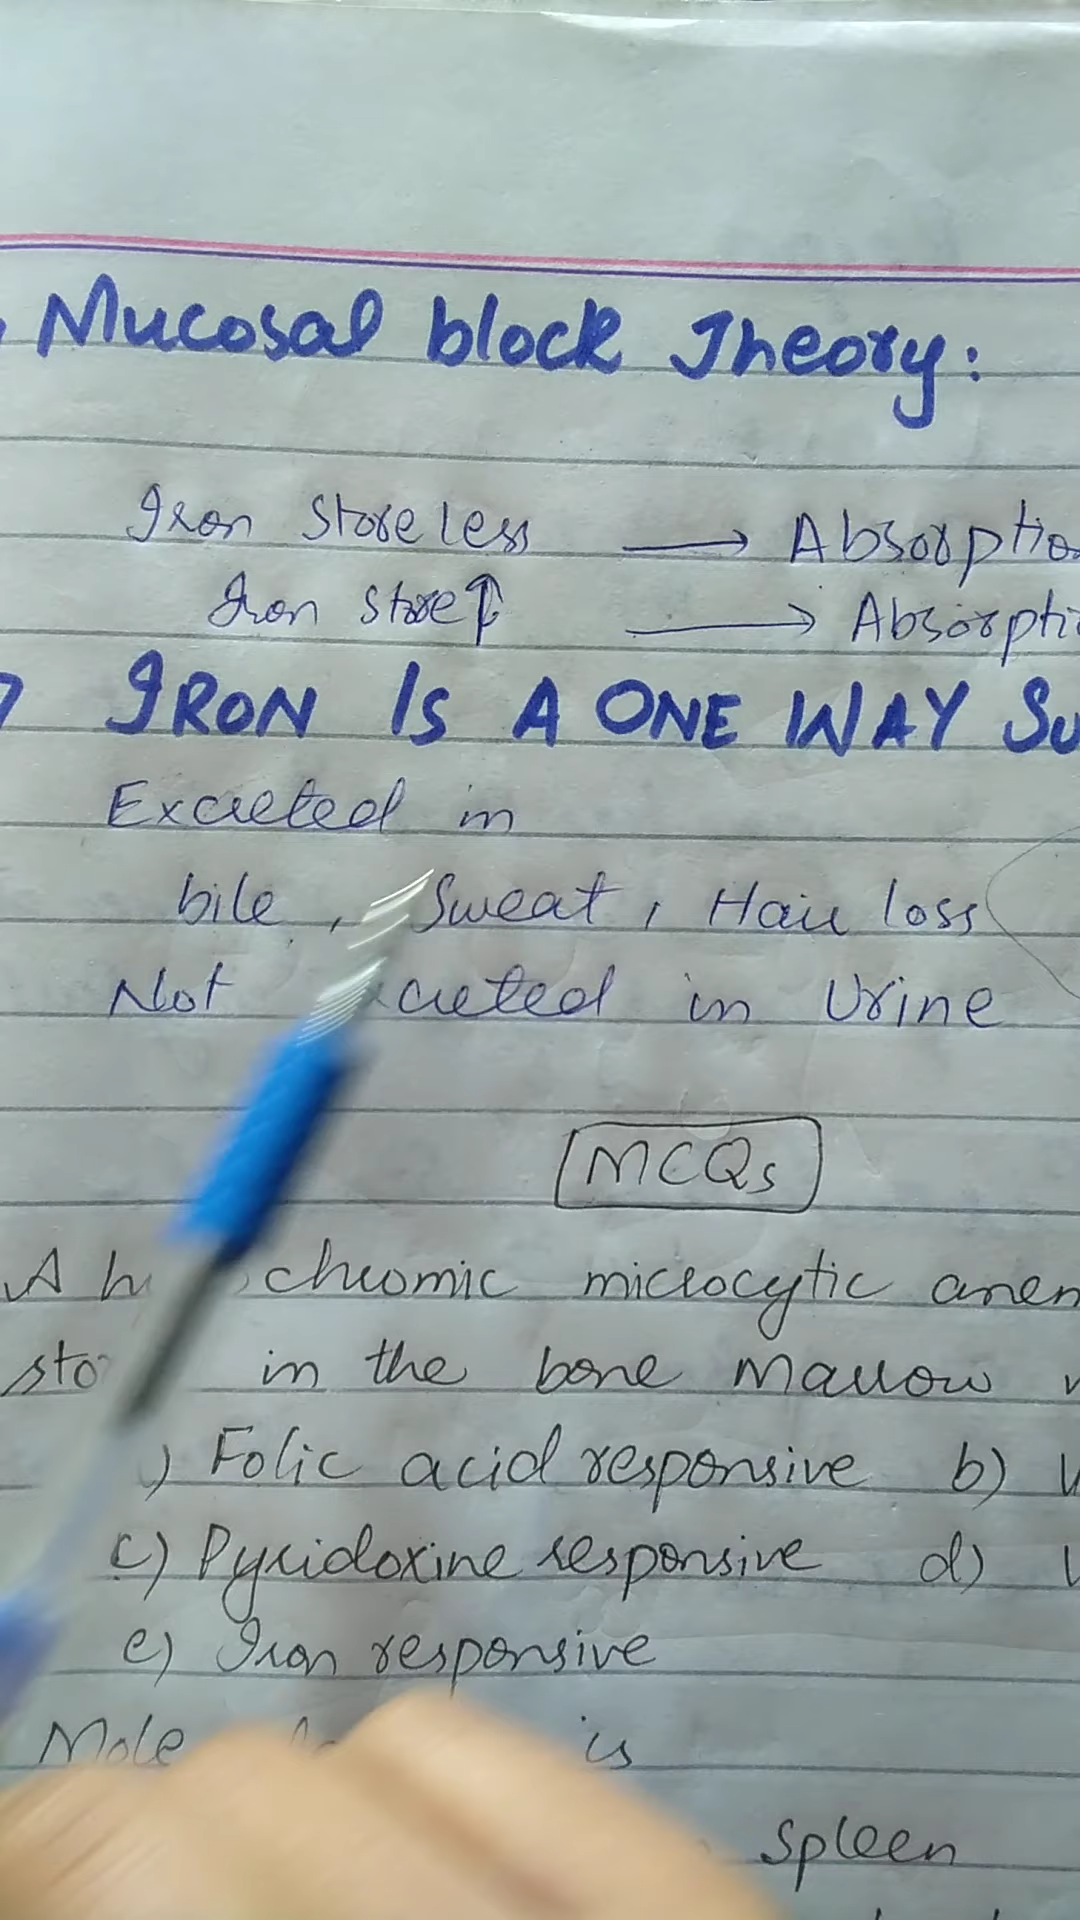 Mucosal block Theory:
Iron Store Less → Absorptio
Iron Store↑ → Absorpti
IRON IS A ONE WAY Su
Excreted in
bile, Sweat, Hair loss
Not creted in Urine
MCQs
A h chromic microcytic anem
sto in the bone Marrow
) Folic acid responsive b)
c) Pyridoxine responsive d)
e) Iron responsive
Mole is
Spleen